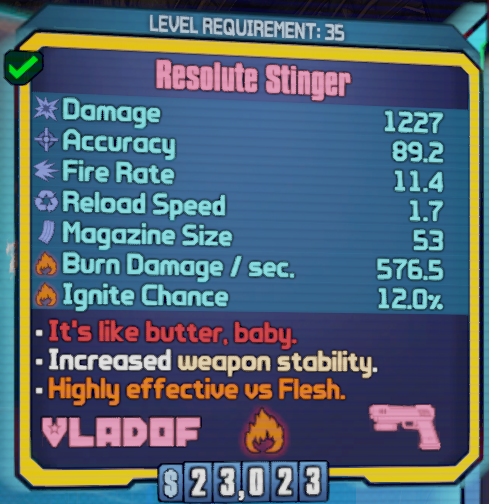 LEVEL REQUIREMENT: 35
Resolute Stinger
Damage 1227
Accuracy 89.2
Fire Rate 11.4
Reload Speed 1.7
Magazine Size 53
Burn Damage / sec. 576.5
Ignite Chance 12.0%
▪ It's like butter, baby.
▪ Increased weapon stability.
▪ Highly effective vs Flesh.
VLADOF
$23,023